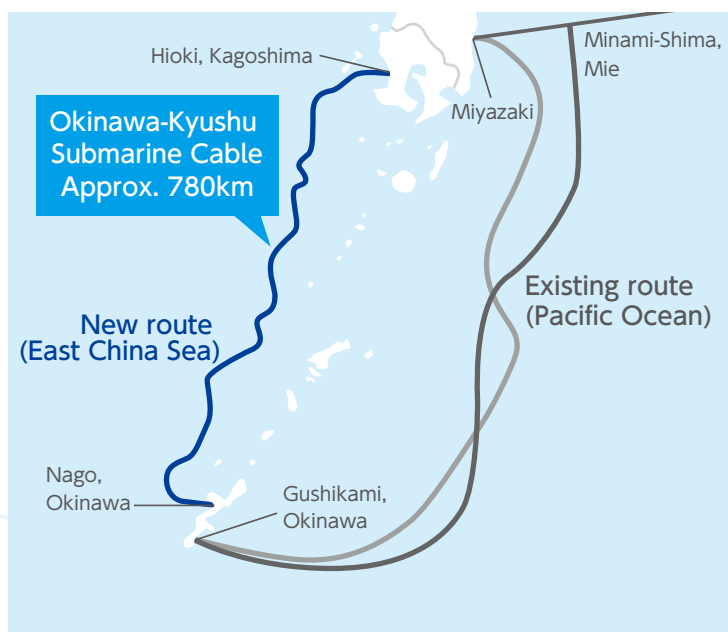 Hioki, Kagoshima
Minami-Shima,
Mie
Miyazaki
Okinawa-Kyushu
Submarine Cable
Approx. 780km
Existing route
(Pacific Ocean)
New route
(East China Sea)
Nago,
Okinawa
Gushikami,
Okinawa